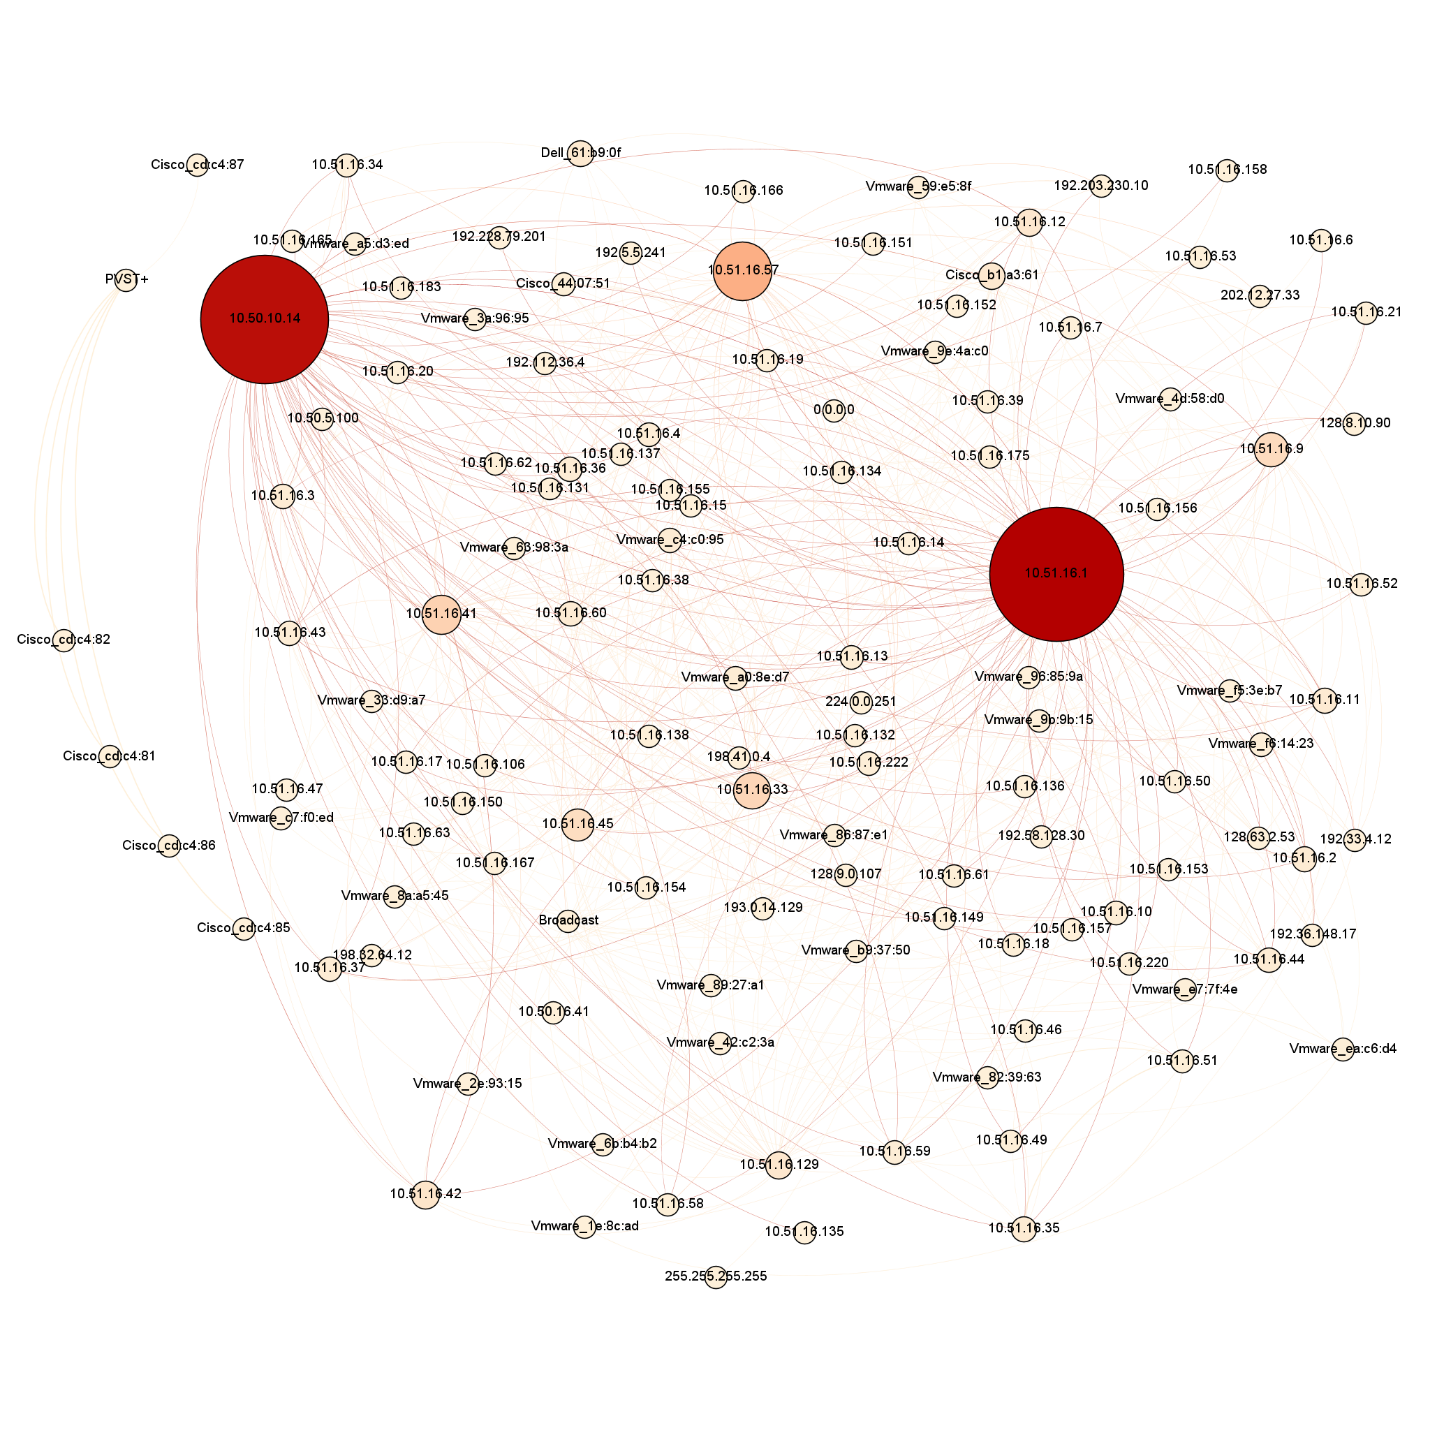 Dell_61:b9:0f
Cisco_cd:c4:87
10.51.16.34
10.51.16.158
Vmware_59:e5:8f
192.203.230.10
10.51.16.166
10.51.16.12
192.228.79.201
10.51.16.165
Vmware_a5:d3:ed
10.51.16.151
10.51.16.6
192.5.5.241
10.51.16.53
10.51.16.57
Cisco_b1:a3:61
PVST+
Cisco_44:07:51
10.51.16.183
202.12.27.33
10.51.16.152
10.51.16.21
10.50.10.14
Vmware_3a:96:95
10.51.16.7
Vmware_9e:4a:c0
10.51.16.19
192.112.36.4
10.51.16.20
Vmware_4d:58:d0
10.51.16.39
0.0.0.0
10.50.5.100
128.8.10.90
10.51.16.4
10.51.16.9
10.51.16.137
10.51.16.175
10.51.16.62
10.51.16.36
10.51.16.134
10.51.16.131
10.51.16.155
10.51.16.3
10.51.16.15
10.51.16.156
Vmware_c4:c0:95
10.51.16.14
Vmware_63:98:3a
10.51.16.1
10.51.16.38
10.51.16.52
10.51.16.41
10.51.16.60
10.51.16.43
Cisco_cd:c4:82
10.51.16.13
Vmware_a0:8e:d7
Vmware_96:85:9a
Vmware_f5:3e:b7
Vmware_33:d9:a7
224.0.0.251
10.51.16.11
Vmware_9b:9b:15
10.51.16.138
10.51.16.132
Vmware_f6:14:23
Cisco_cd:c4:81
198.41.0.4
10.51.16.17
10.51.16.106
10.51.16.222
10.51.16.50
10.51.16.136
10.51.16.47
10.51.16.33
10.51.16.150
Vmware_c7:f0:ed
10.51.16.45
10.51.16.63
Vmware_86:87:e1
192.58.128.30
128.63.2.53
192.33.4.12
Cisco_cd:c4:86
10.51.16.2
10.51.16.167
10.51.16.153
128.9.0.107
10.51.16.61
10.51.16.154
Vmware_8a:a5:45
193.0.14.129
10.51.16.10
10.51.16.149
Broadcast
Cisco_cd:c4:85
10.51.16.157
192.36.148.17
10.51.16.18
Vmware_b9:37:50
198.32.64.12
10.51.16.44
10.51.16.220
10.51.16.37
Vmware_89:27:a1
Vmware_e7:7f:4e
10.50.16.41
10.51.16.46
Vmware_42:c2:3a
Vmware_ea:c6:d4
10.51.16.51
Vmware_82:39:63
Vmware_2e:93:15
10.51.16.49
Vmware_6b:b4:b2
10.51.16.59
10.51.16.129
10.51.16.42
10.51.16.58
Vmware_1e:8c:ad
10.51.16.35
10.51.16.135
255.255.255.255